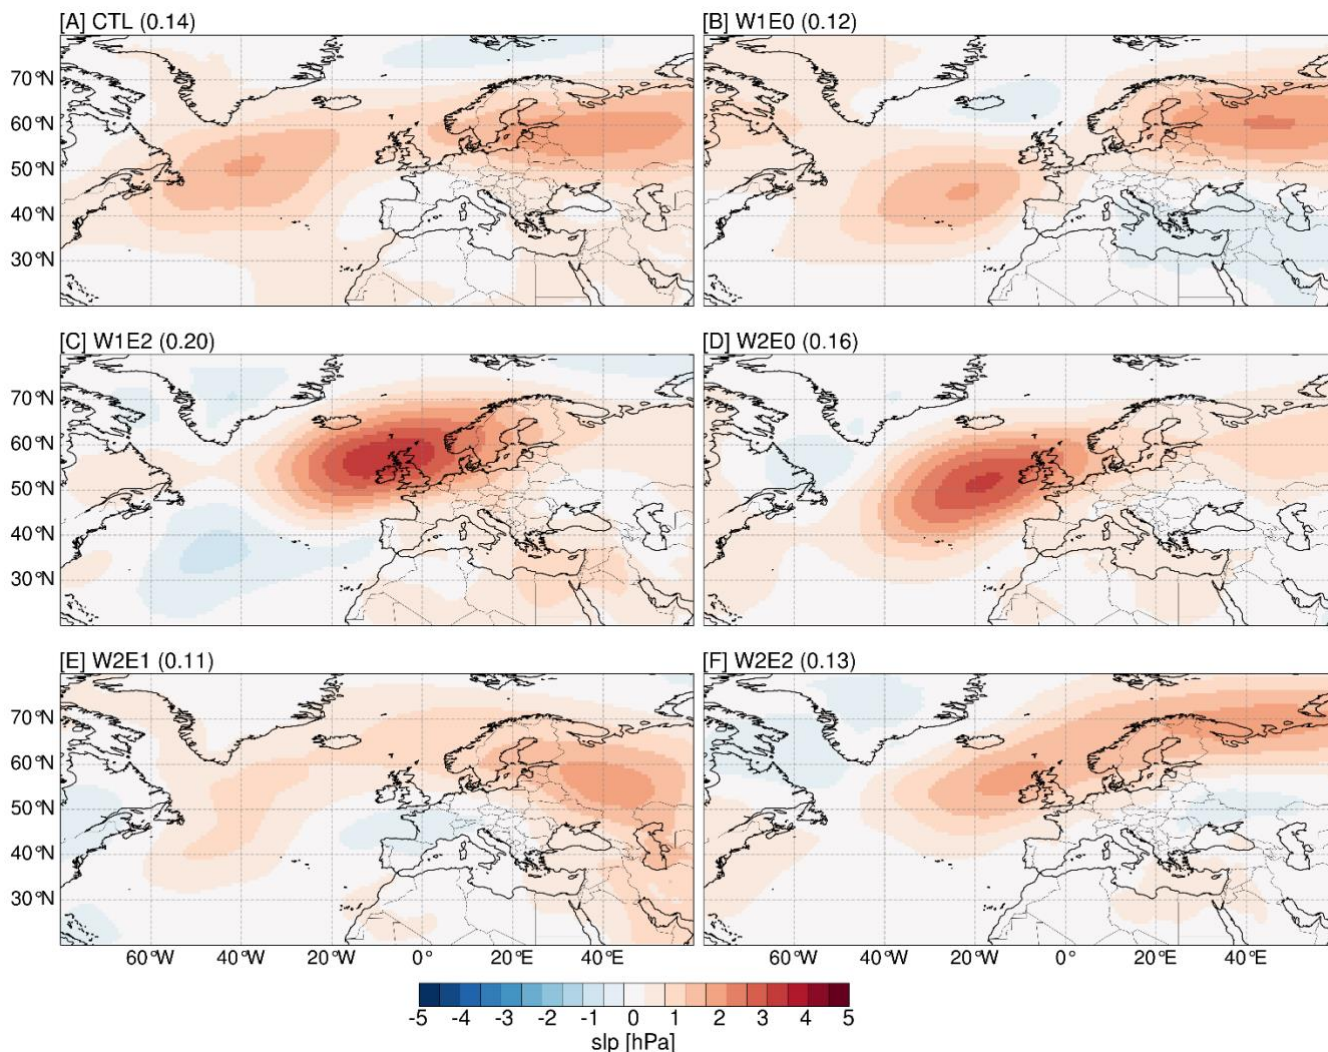 [A] CTL (0.14)
[B] W1E0 (0.12)
70°N
60°N
50°N
40°N
30°N
[C] W1E2 (0.20)
[D] W2E0 (0.16)
70°N
60°N
50°N
40°N
30°N
[E] W2E1 (0.11)
[F] W2E2 (0.13)
70°N
60°N
50°N
40°N
30°N
60°W 40°W 20°W 0° 20°E 40°E 60°W 40°W 20°W 0° 20°E 40°E
-5 -4 -3 -2 -1 0 1 2 3 4 5
slp [hPa]